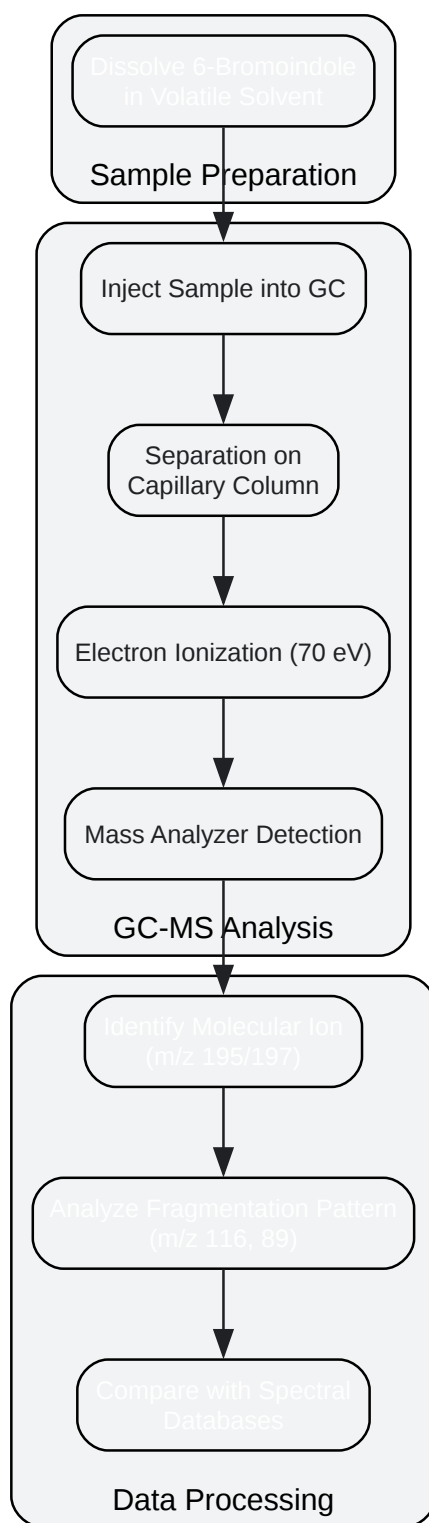 Dissolve 6-Bromoindole
in Volatile Solvent
Sample Preparation
Inject Sample into GC
Separation on
Capillary Column
Electron Ionization (70 eV)
Mass Analyzer Detection
GC-MS Analysis
Identify Molecular Ion
(m/z 195/197)
Analyze Fragmentation Pattern
(m/z 116, 89)
Compare with Spectral
Databases
Data Processing